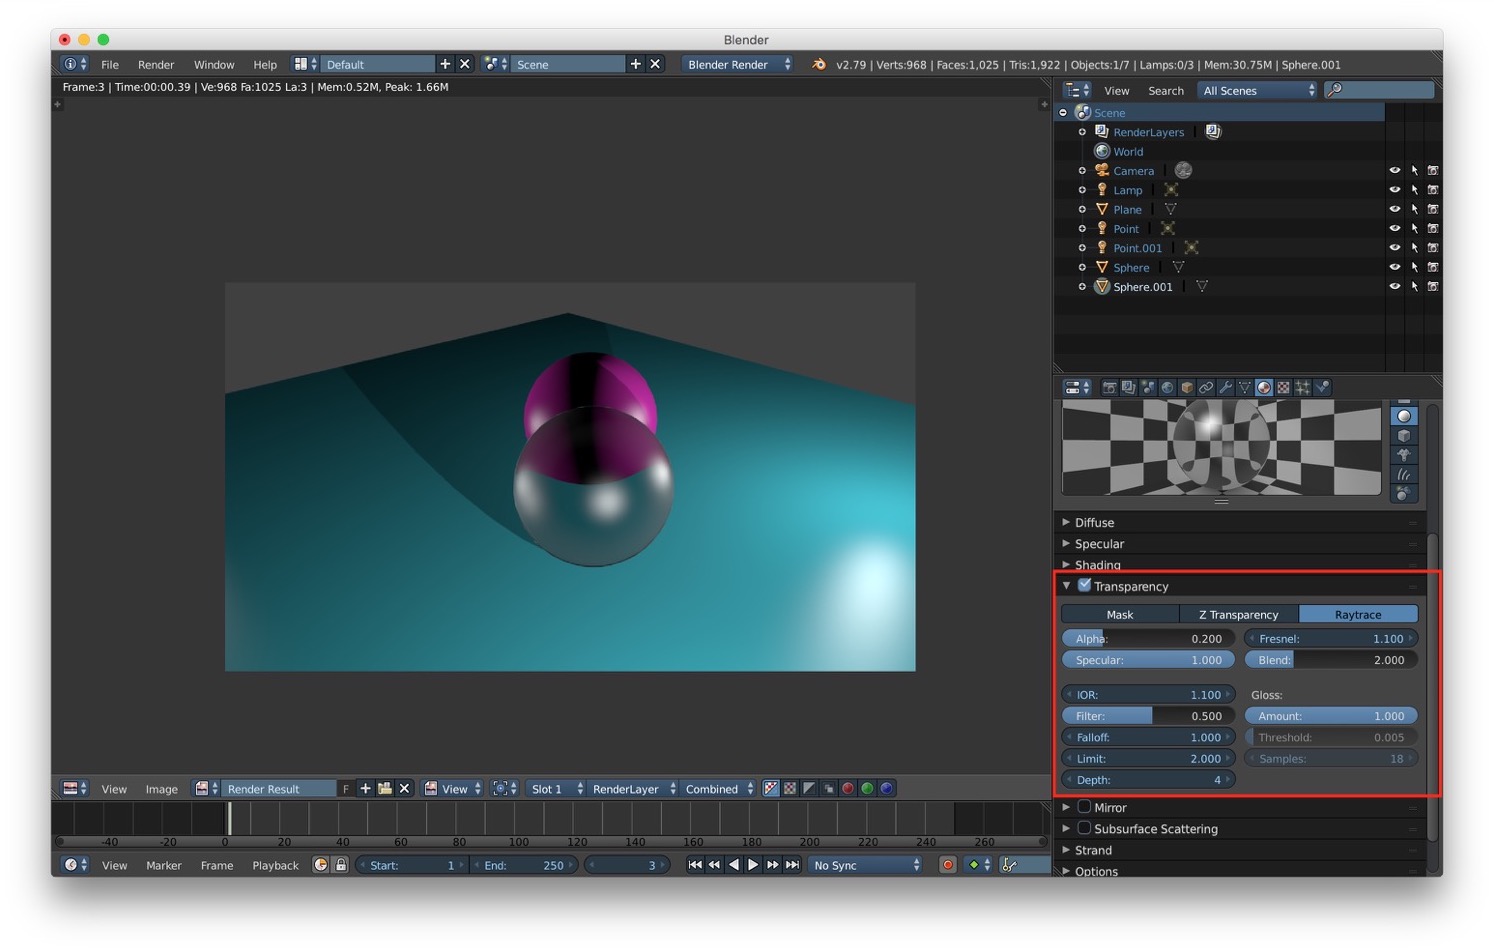 Blender
File Render Window Help Default Scene Blender Render v2.79 | Verts:968 | Faces:1,025 | Tris:1,922 | Objects:1/7 | Lamps:0/3 | Mem:30.75M | Sphere.001
Frame:3 | Time:00:00.39 | Ve:968 Fa:1025 La:3 | Mem:0.52M, Peak: 1.66M
View Search All Scenes
Scene
RenderLayers
World
Camera
Lamp
Plane
Point
Point.001
Sphere
Sphere.001
Diffuse
Specular
Shading
Transparency
Mask Z Transparency Raytrace
Alpha: 0.200 Fresnel: 1.100
Specular: 1.000 Blend: 2.000
IOR: 1.100 Gloss:
Filter: 0.500 Amount: 1.000
Falloff: 1.000 Threshold: 0.005
Limit: 2.000 Samples: 18
Depth: 4
Mirror
Subsurface Scattering
Strand
Options
View Image Render Result F View Slot 1 RenderLayer Combined
-40 -20 0 20 40 60 80 100 120 140 160 180 200 220 240 260
View Marker Frame Playback Start: 1 End: 250 3 No Sync